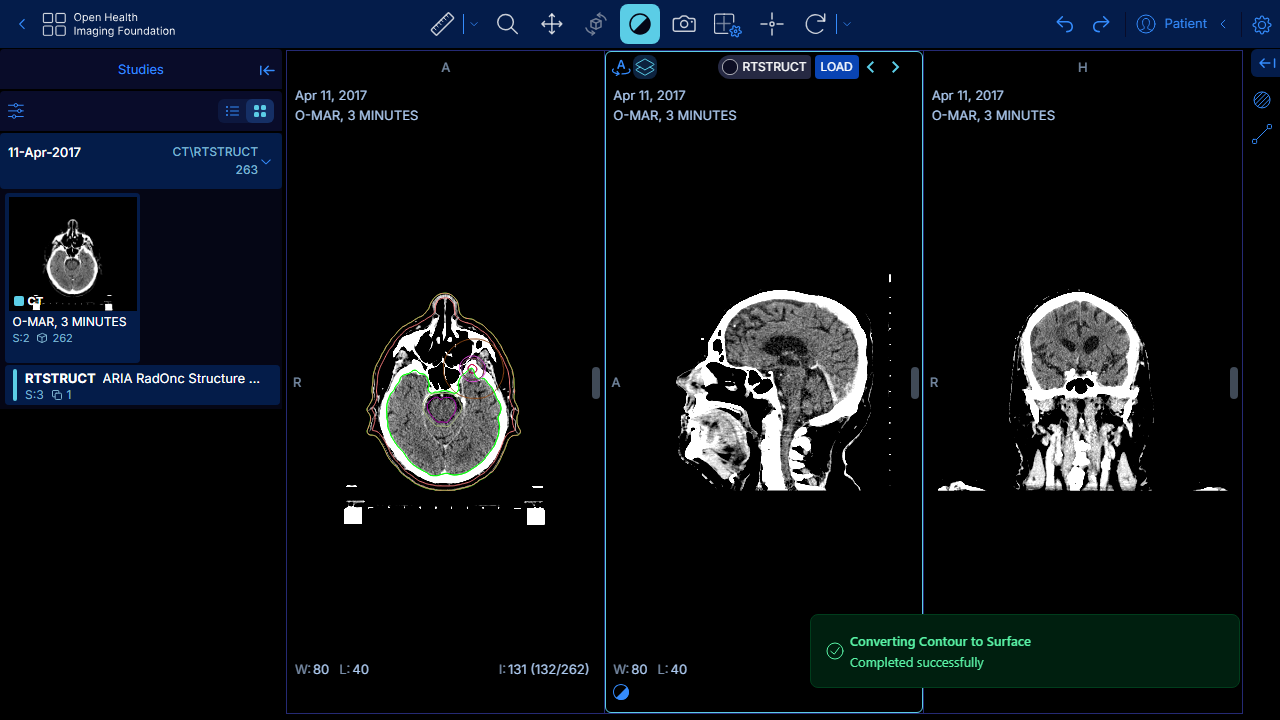 Open Health
Imaging Foundation
Patient
Studies
11-Apr-2017
CT\RTSTRUCT
263
CT
O-MAR, 3 MINUTES
S:2 262
RTSTRUCT ARIA RadOnc Structure ...
S:3 1
A
Apr 11, 2017
O-MAR, 3 MINUTES
R
W: 80 L: 40
I: 131 (132/262)
A
RTSTRUCT
LOAD
Apr 11, 2017
O-MAR, 3 MINUTES
A
W: 80 L: 40
H
Apr 11, 2017
O-MAR, 3 MINUTES
R
Converting Contour to Surface
Completed successfully